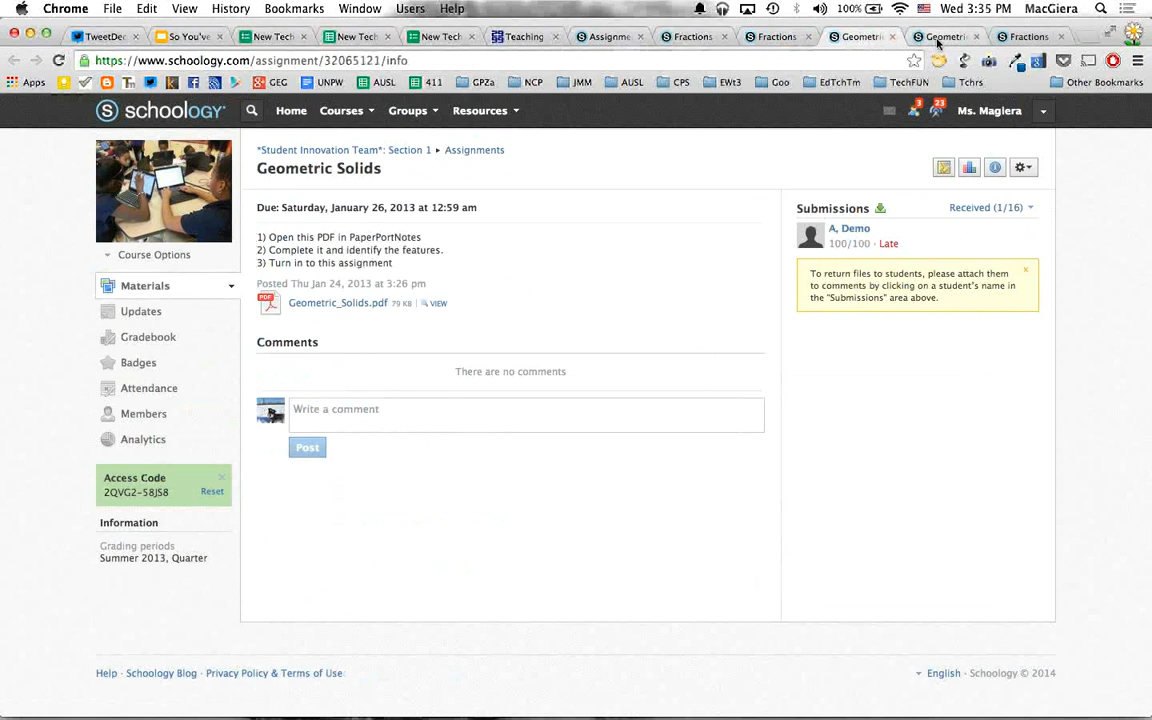 Chrome File Edit View History Bookmarks Window Users Help 100% Wed 3:35 PM MacGiera
TweetDec So You've New Tech New Tech New Tech Teaching Assignme Fractions Fractions Geometri Geometri Fractions
https://www.schoology.com/assignment/32065121/info
Apps GEG UNPW AUSL 411 GPZa NCP JMM AUSL CPS EWt3 Goo EdTchTm TechFUN Tchrs Other Bookmarks
schoology Home Courses Groups Resources 3 23 Ms. Magiera
*Student Innovation Team*: Section 1 ▸ Assignments
Geometric Solids
Due: Saturday, January 26, 2013 at 12:59 am
1) Open this PDF in PaperPortNotes
2) Complete it and identify the features.
3) Turn in to this assignment
Posted Thu Jan 24, 2013 at 3:26 pm
PDF Geometric_Solids.pdf 79 KB VIEW
Comments
There are no comments
Write a comment
Post
Submissions Received (1/16)
A, Demo
100/100 · Late
To return files to students, please attach them
to comments by clicking on a student's name in
the "Submissions" area above.
Course Options
Materials
Updates
Gradebook
Badges
Attendance
Members
Analytics
Access Code
2QVG2-58JS8 Reset
Information
Grading periods
Summer 2013, Quarter
Help · Schoology Blog · Privacy Policy & Terms of Use
English · Schoology © 2014